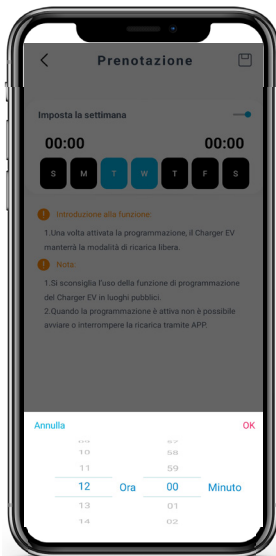 Prenotazione
Imposta la settimana
00:00 00:00
S M T W T F S
! Introduzione alla funzione:
1.Una volta attivata la programmazione, il Charger EV
manterrà la modalità di ricarica libera.
! Nota:
1.Si sconsiglia l'uso della funzione di programmazione
del Charger EV in luoghi pubblici.
2.Quando la programmazione è attiva non è possibile
avviare o interrompere la ricarica tramite APP.
Annulla OK
09 57
10 58
11 59
12 Ora 00 Minuto
13 01
14 02